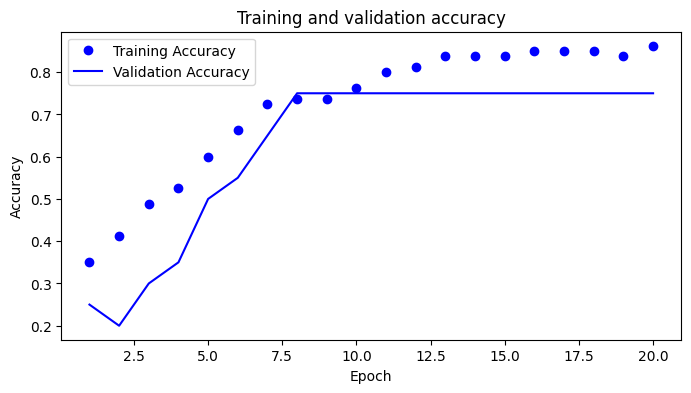 Training and validation accuracy
Training Accuracy
Validation Accuracy
Accuracy
0.8
0.7
0.6
0.5
0.4
0.3
0.2
2.5 5.0 7.5 10.0 12.5 15.0 17.5 20.0
Epoch